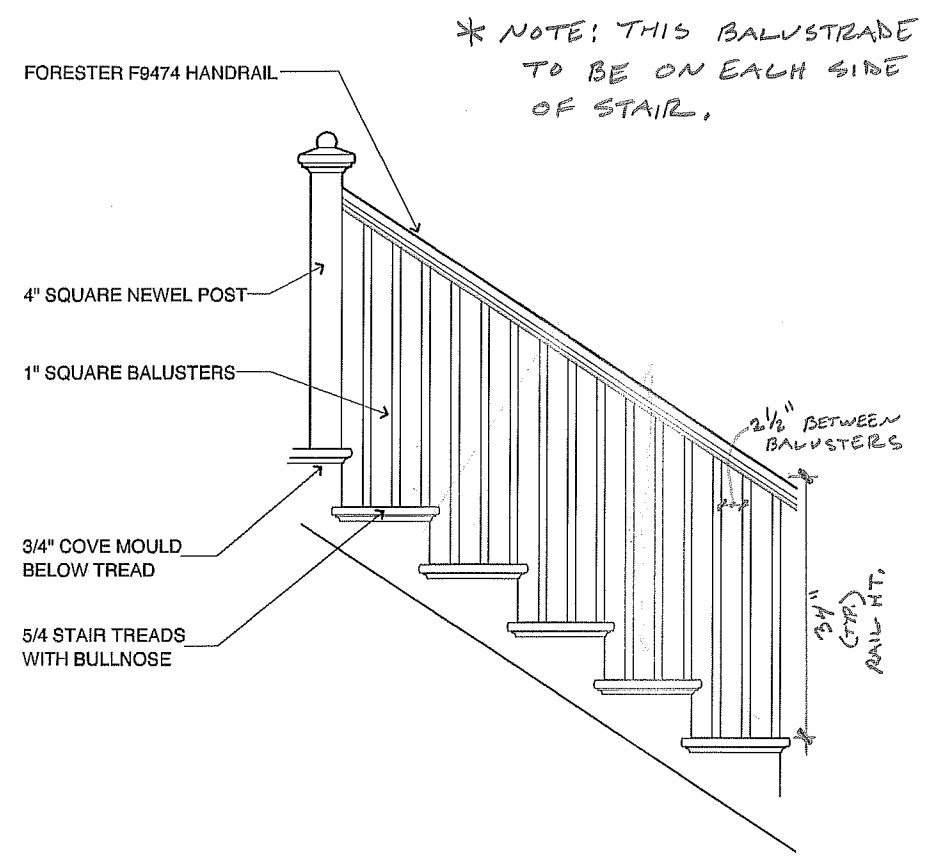 * NOTE: THIS BALUSTRADE
TO BE ON EACH SIDE
OF STAIR.
FORESTER F9474 HANDRAIL
4" SQUARE NEWEL POST
1" SQUARE BALUSTERS
2 1/2" BETWEEN
BALUSTERS
3/4" COVE MOULD
BELOW TREAD
5/4 STAIR TREADS
WITH BULLNOSE
34"
(TYP.)
RAIL HT.